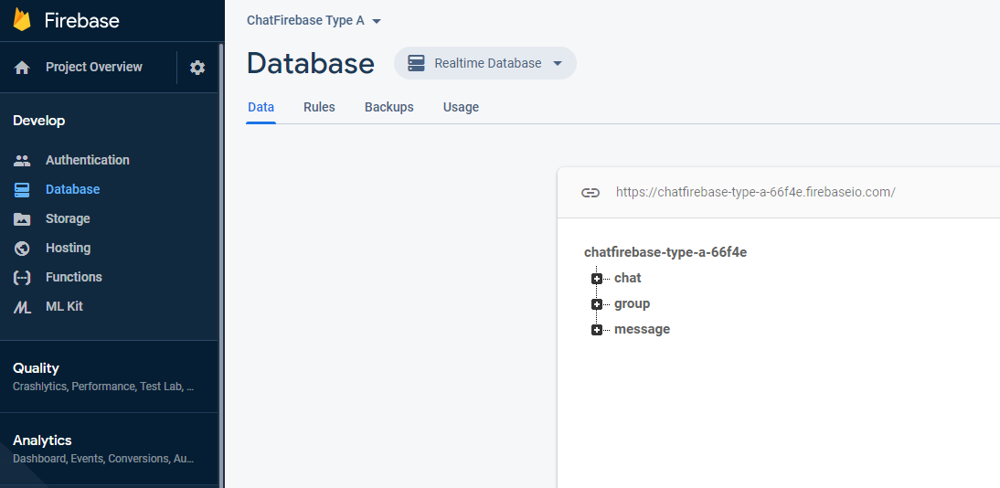 Firebase
Project Overview
Develop
Authentication
Database
Storage
Hosting
Functions
ML Kit
Quality
Crashlytics, Performance, Test Lab, ...
Analytics
Dashboard, Events, Conversions, Au...
ChatFirebase Type A
Database
Realtime Database
Data Rules Backups Usage
https://chatfirebase-type-a-66f4e.firebaseio.com/
chatfirebase-type-a-66f4e
chat
group
message